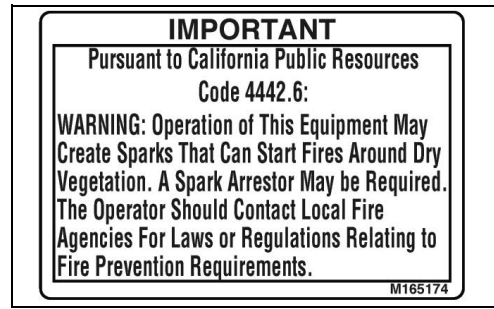 IMPORTANT
Pursuant to California Public Resources
Code 4442.6:
WARNING: Operation of This Equipment May
Create Sparks That Can Start Fires Around Dry
Vegetation. A Spark Arrestor May be Required.
The Operator Should Contact Local Fire
Agencies For Laws or Regulations Relating to
Fire Prevention Requirements.
M165174